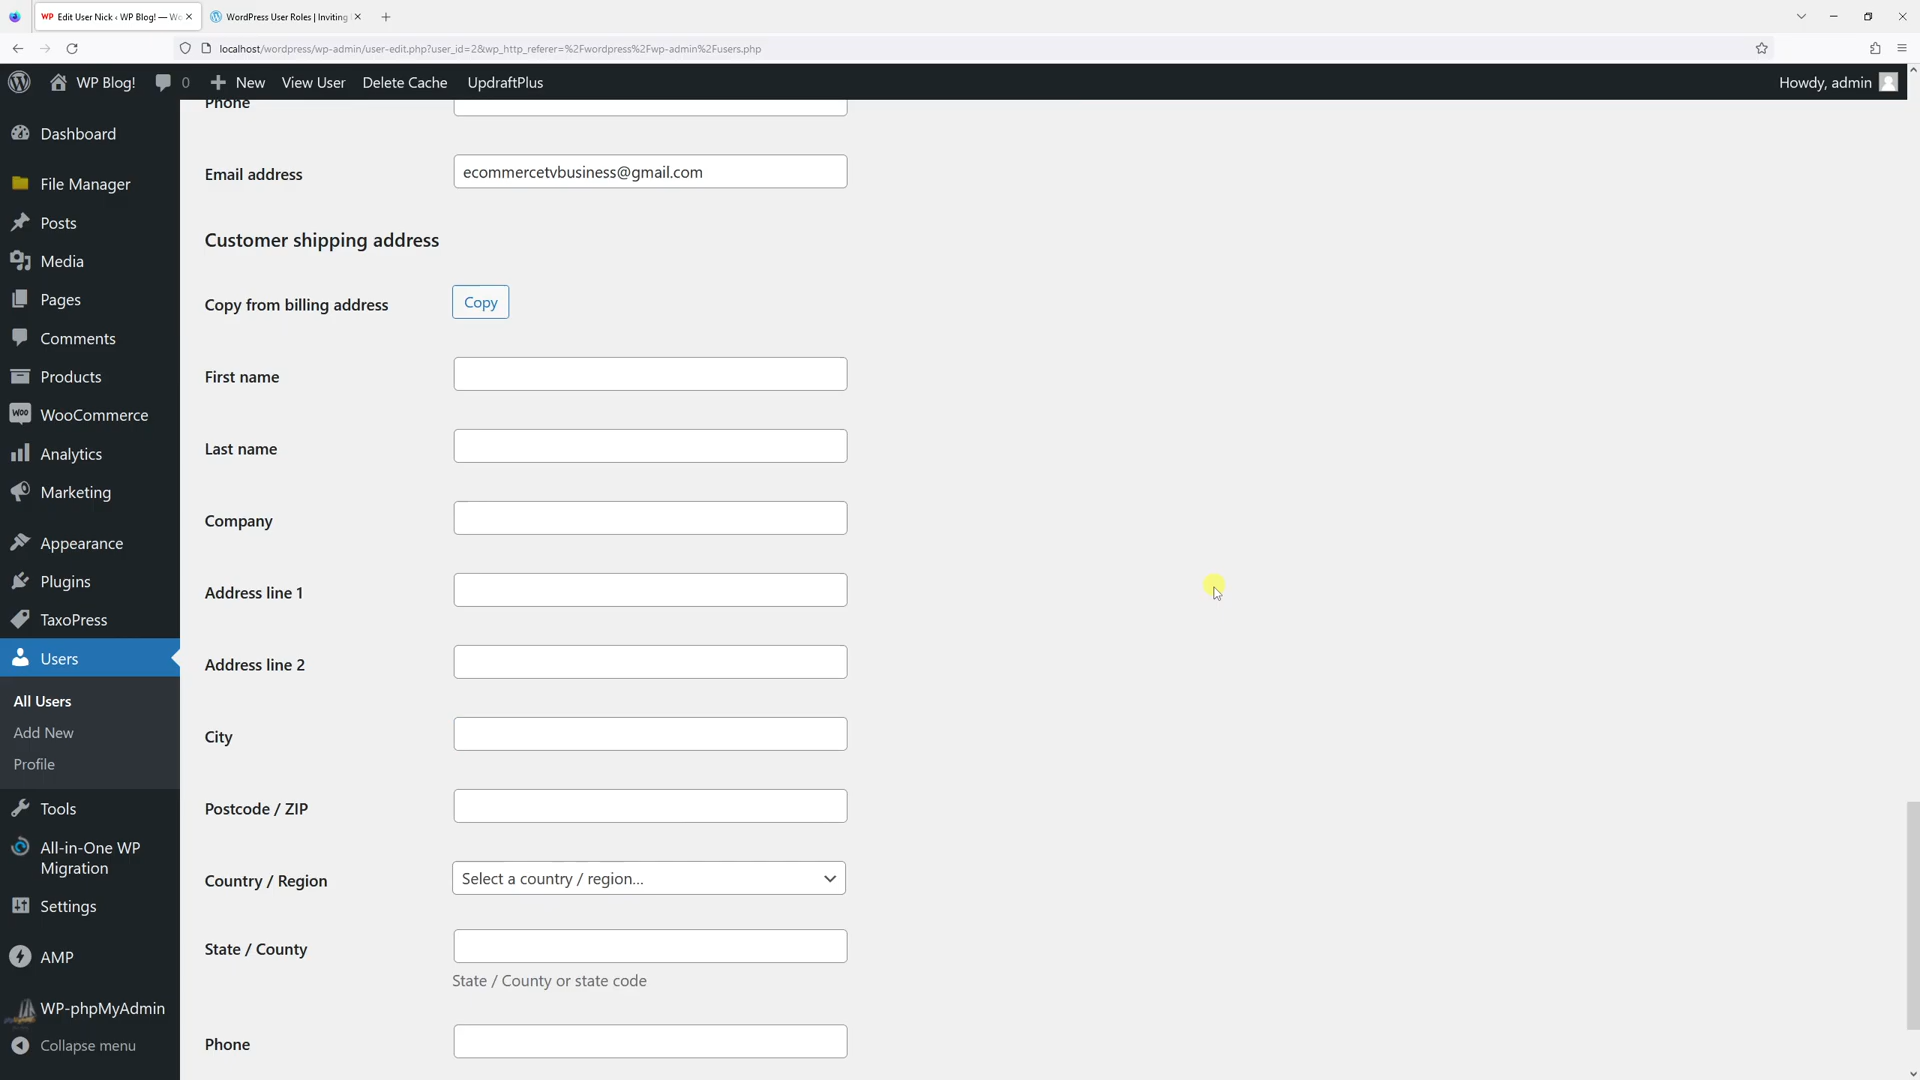 WP Edit User Nick ‹ WP Blog! — Wo
WordPress User Roles | Inviting
localhost/wordpress/wp-admin/user-edit.php?user_id=2&wp_http_referer=%2Fwordpress%2Fwp-admin%2Fusers.php
WP Blog!
0
New
View User
Delete Cache
UpdraftPlus
Howdy, admin
Dashboard
File Manager
Posts
Media
Pages
Comments
Products
WooCommerce
Analytics
Marketing
Appearance
Plugins
TaxoPress
Users
All Users
Add New
Profile
Tools
All-in-One WP
Migration
Settings
AMP
WP-phpMyAdmin
Collapse menu
Phone
Email address
ecommercetvbusiness@gmail.com
Customer shipping address
Copy from billing address
Copy
First name
Last name
Company
Address line 1
Address line 2
City
Postcode / ZIP
Country / Region
Select a country / region...
State / County
State / County or state code
Phone